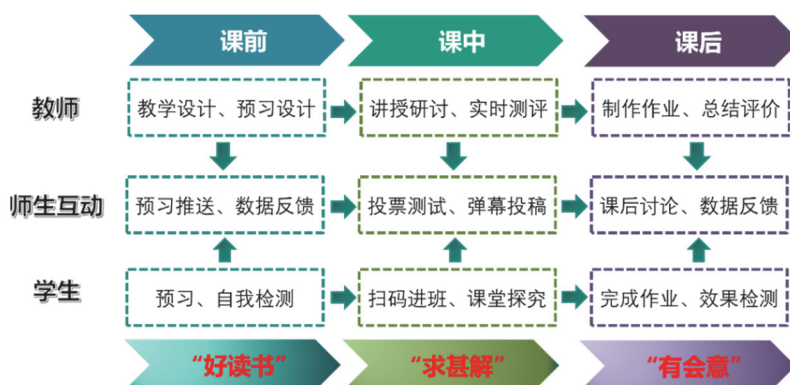 课前 课中 课后
教师 教学设计、预习设计 讲授研讨、实时测评 制作作业、总结评价
师生互动 预习推送、数据反馈 投票测试、弹幕投稿 课后讨论、数据反馈
学生 预习、自我检测 扫码进班、课堂探究 完成作业、效果检测
“好读书” “求甚解” “有会意”